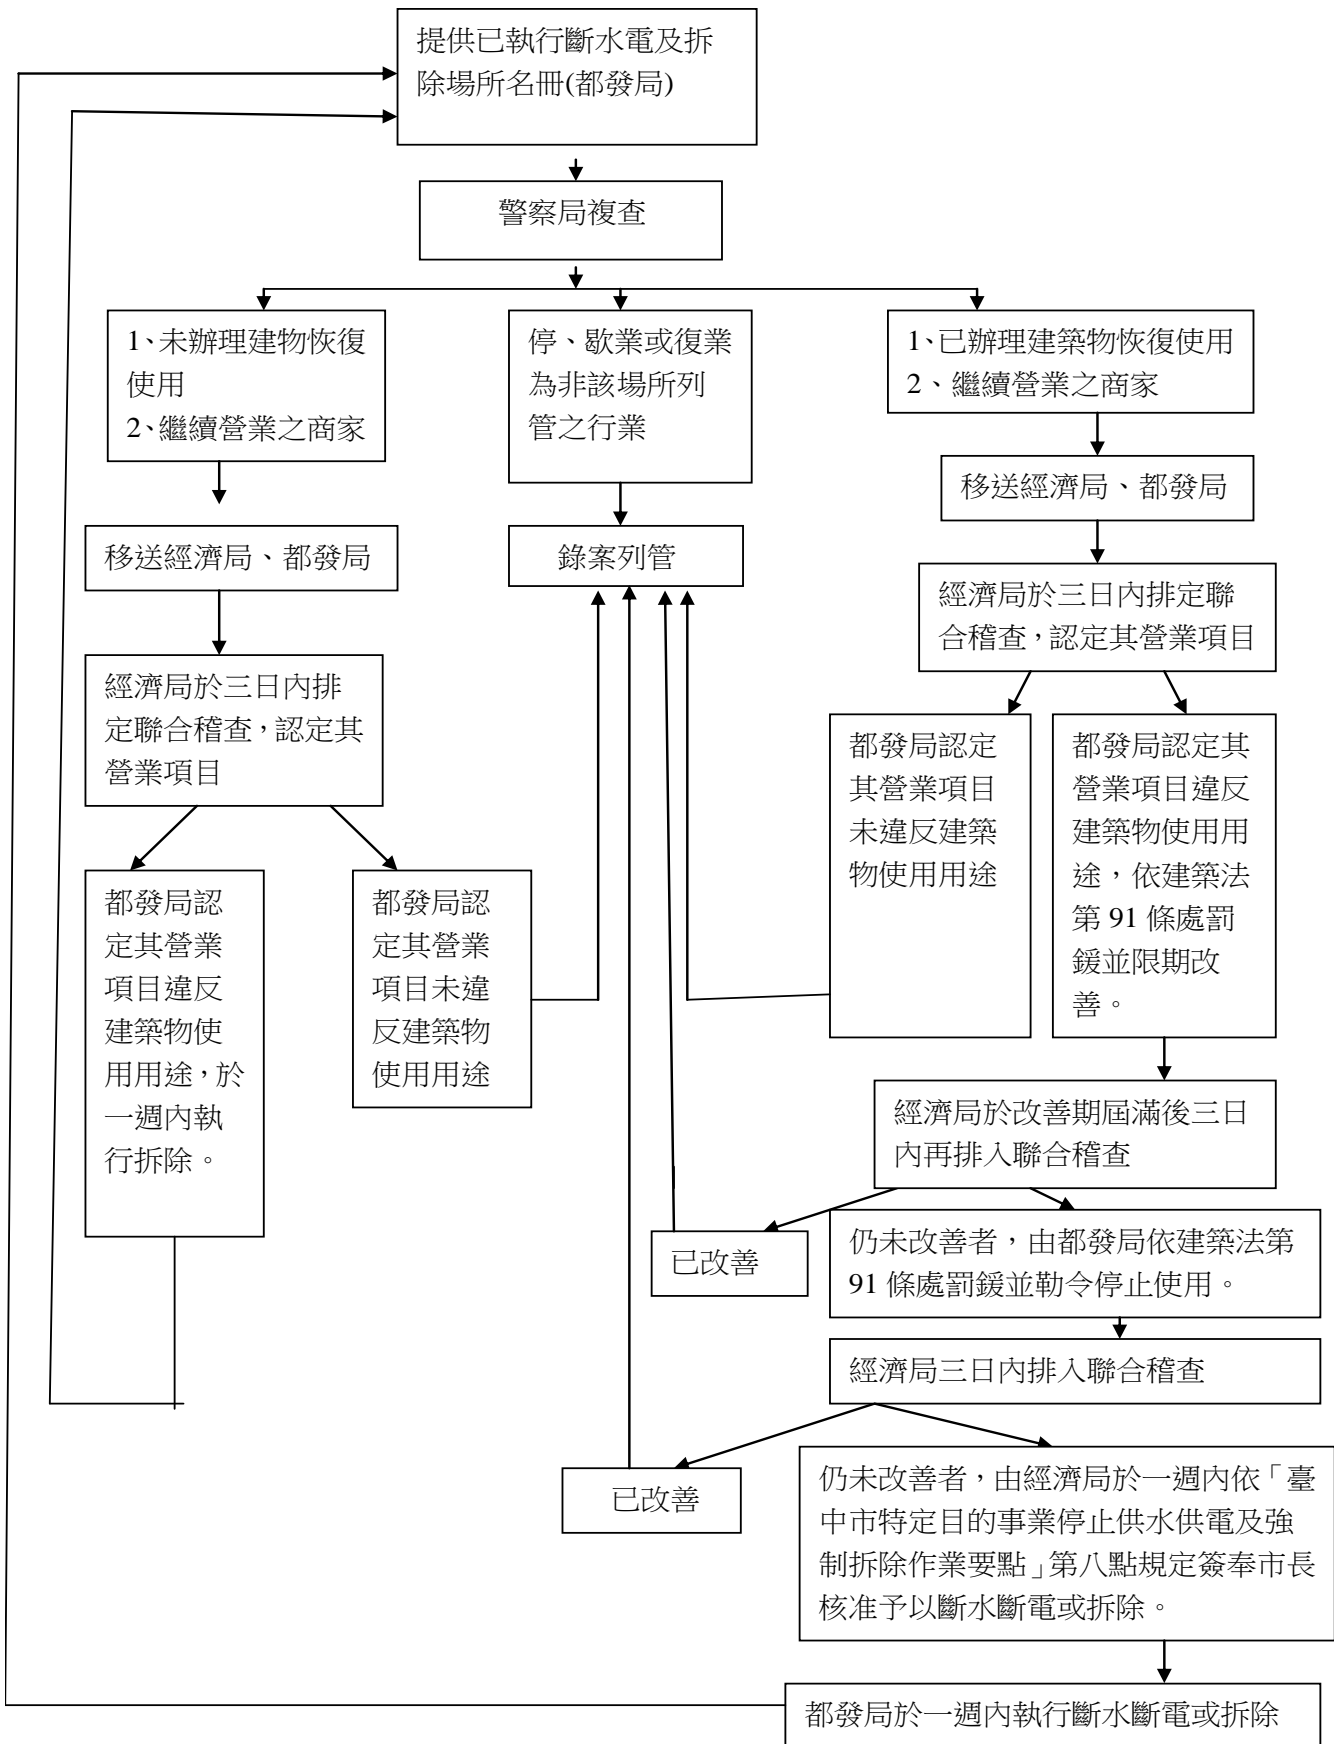 提供已執行斷水電及拆
除場所名冊(都發局)
警察局複查
1、未辦理建物恢復
使用
2、繼續營業之商家
停、歇業或復業
為非該場所列
管之行業
1、已辦理建築物恢復使用
2、繼續營業之商家
移送經濟局、都發局
移送經濟局、都發局
錄案列管
經濟局於三日內排定聯
合稽查，認定其營業項目
經濟局於三日內排
定聯合稽查，認定其
營業項目
都發局認定
其營業項目
未違反建築
物使用用途
都發局認定其
營業項目違反
建築物使用用
途，依建築法
第 91 條處罰
鍰並限期改
善。
都發局認
定其營業
項目違反
建築物使
用用途，於
一週內執
行拆除。
都發局認
定其營業
項目未違
反建築物
使用用途
經濟局於改善期屆滿後三日
內再排入聯合稽查
已改善
仍未改善者，由都發局依建築法第
91 條處罰鍰並勒令停止使用。
經濟局三日內排入聯合稽查
已改善
仍未改善者，由經濟局於一週內依「臺
中市特定目的事業停止供水供電及強
制拆除作業要點」第八點規定簽奉市長
核准予以斷水斷電或拆除。
都發局於一週內執行斷水斷電或拆除